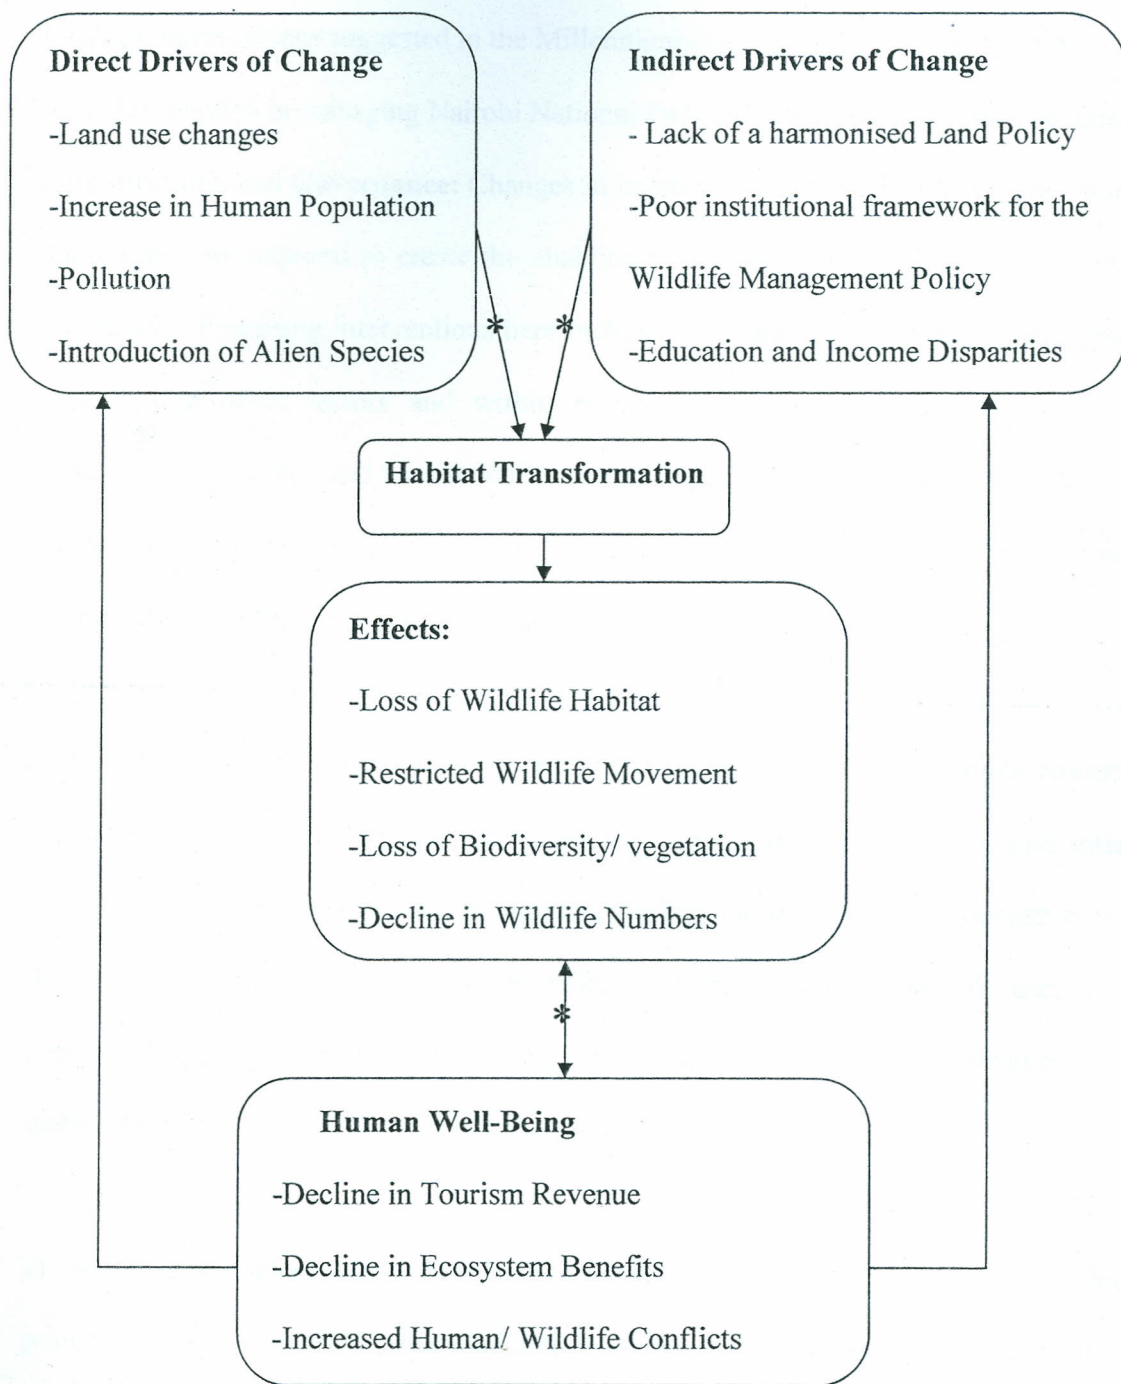 Direct Drivers of Change
-Land use changes
-Increase in Human Population
-Pollution
-Introduction of Alien Species
Indirect Drivers of Change
- Lack of a harmonised Land Policy
-Poor institutional framework for the
Wildlife Management Policy
-Education and Income Disparities
*
*
Habitat Transformation
Effects:
-Loss of Wildlife Habitat
-Restricted Wildlife Movement
-Loss of Biodiversity/ vegetation
-Decline in Wildlife Numbers
*
Human Well-Being
-Decline in Tourism Revenue
-Decline in Ecosystem Benefits
-Increased Human/ Wildlife Conflicts